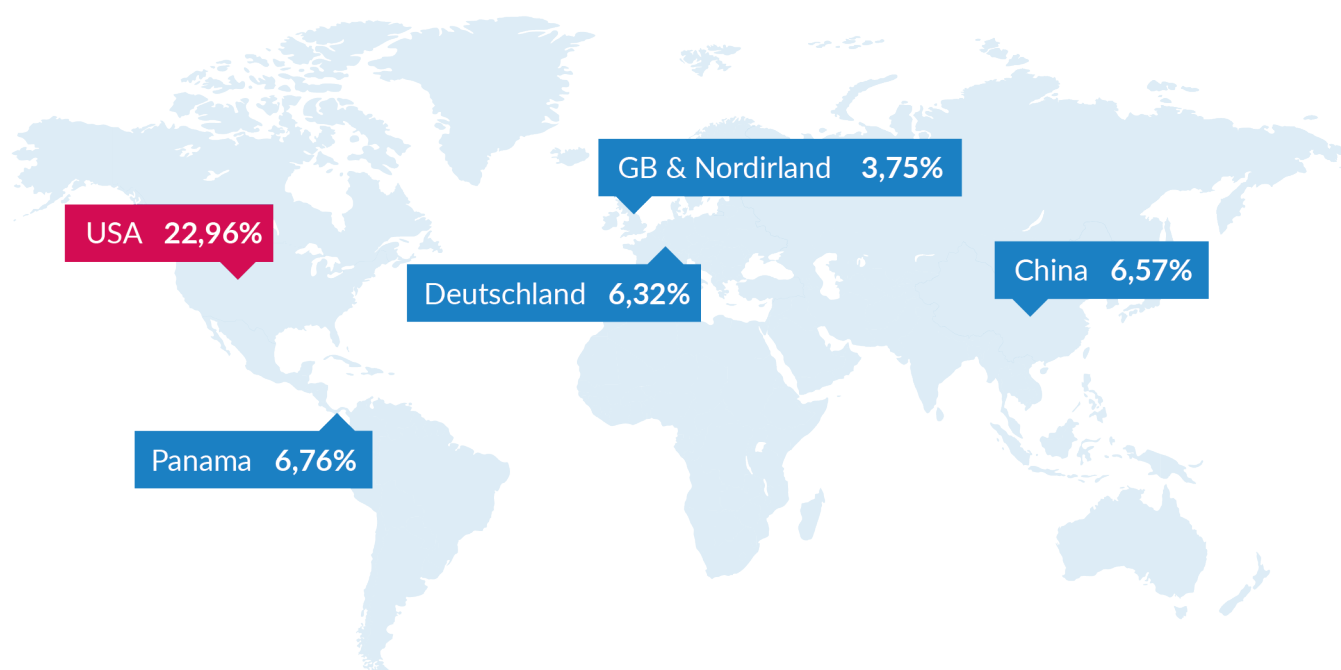 GB & Nordirland 3,75%
USA 22,96%
China 6,57%
Deutschland 6,32%
Panama 6,76%